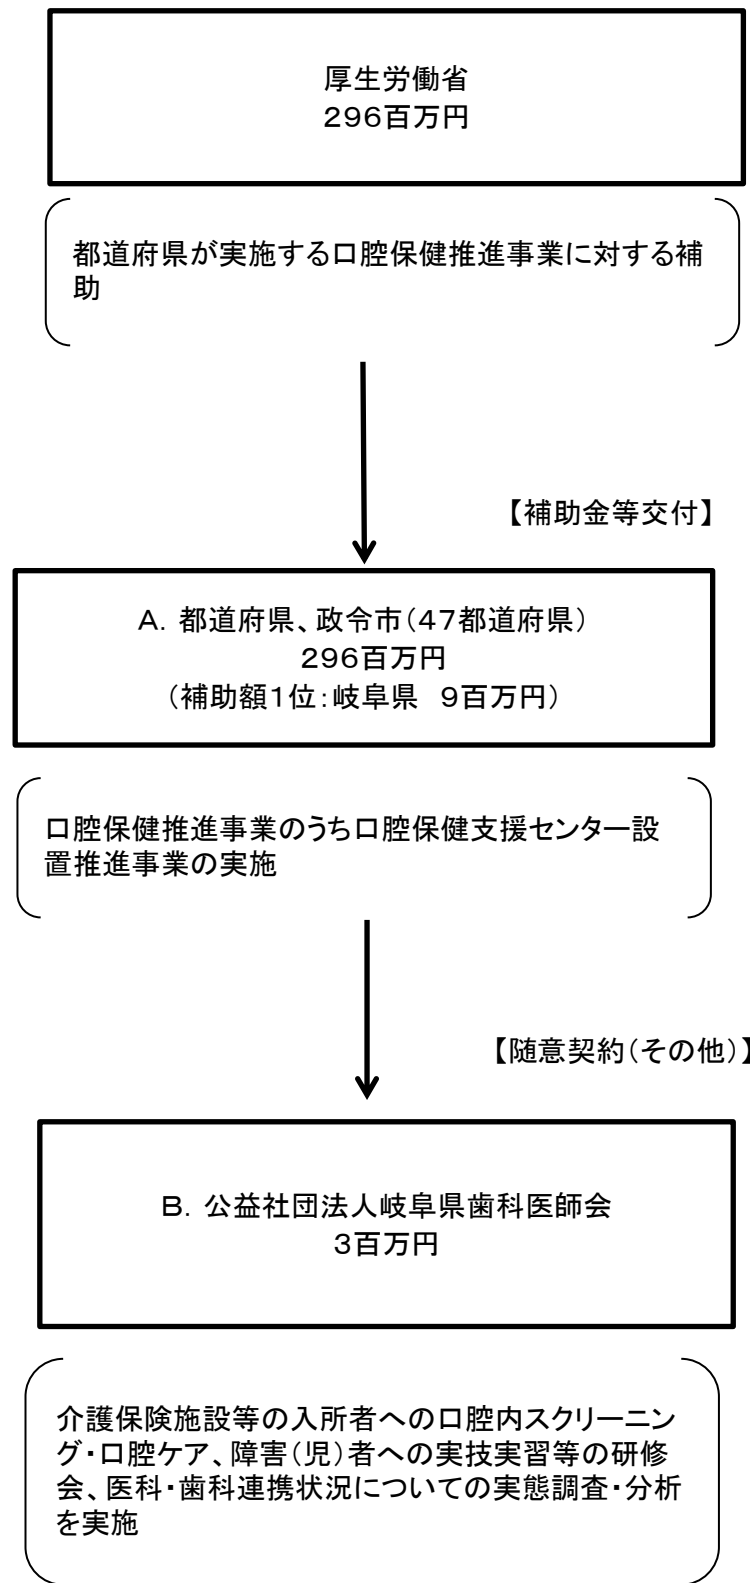 厚生労働省
296百万円
都道府県が実施する口腔保健推進事業に対する補
助
【補助金等交付】
A. 都道府県、政令市(47都道府県)
296百万円
(補助額1位:岐阜県 9百万円)
口腔保健推進事業のうち口腔保健支援センター設
置推進事業の実施
【随意契約(その他)】
B. 公益社団法人岐阜県歯科医師会
3百万円
介護保険施設等の入所者への口腔内スクリーニン
グ・口腔ケア、障害(児)者への実技実習等の研修
会、医科・歯科連携状況についての実態調査・分析
を実施